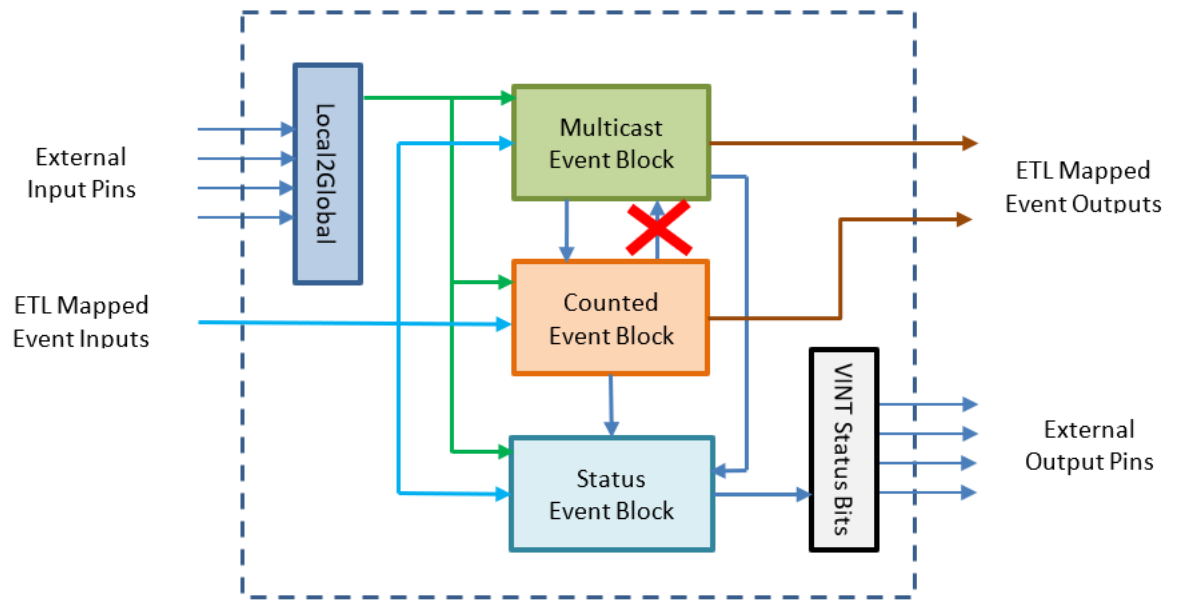 External
Input Pins
ETL Mapped
Event Inputs
Local2Global
Multicast
Event Block
Counted
Event Block
Status
Event Block
VINT Status Bits
ETL Mapped
Event Outputs
External
Output Pins